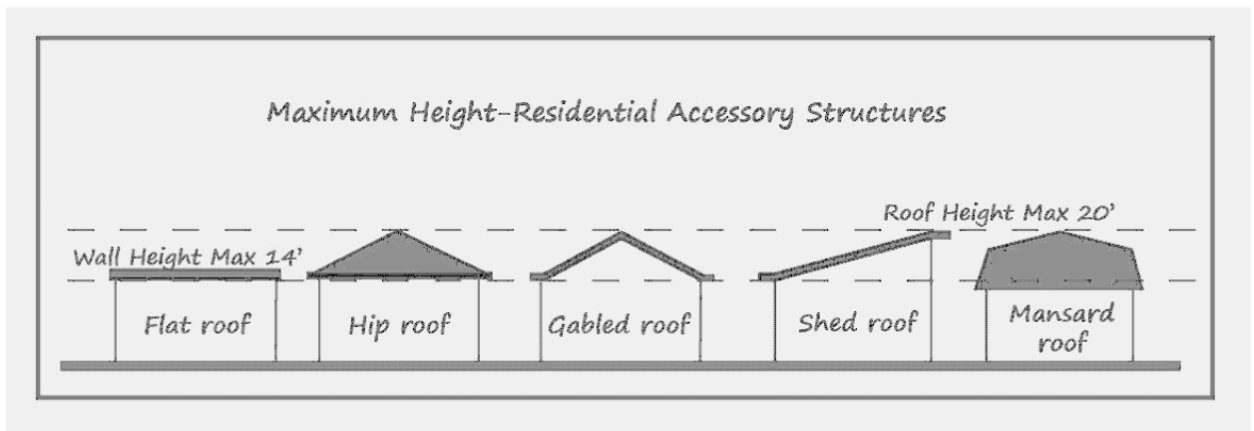 Maximum Height-Residential Accessory Structures
Roof Height Max 20'
Wall Height Max 14'
Flat roof
Hip roof
Gabled roof
Shed roof
Mansard
roof